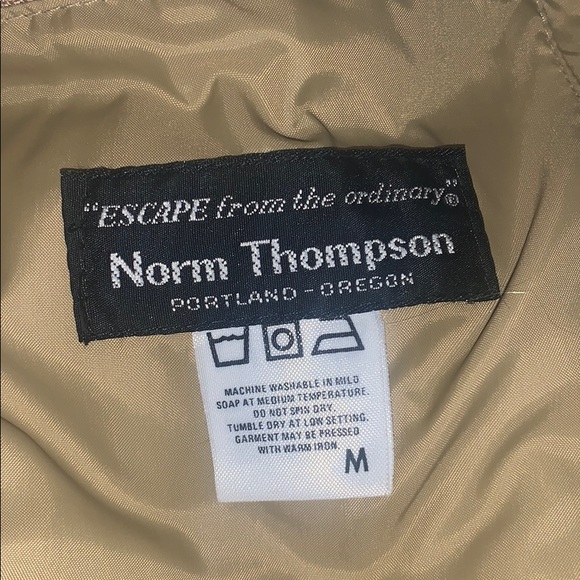 "ESCAPE from the ordinary"®
Norm Thompson
PORTLAND - OREGON
MACHINE WASHABLE IN MILD
SOAP AT MEDIUM TEMPERATURE.
DO NOT SPIN DRY.
TUMBLE DRY AT LOW SETTING.
GARMENT MAY BE PRESSED
WITH WARM IRON.
M